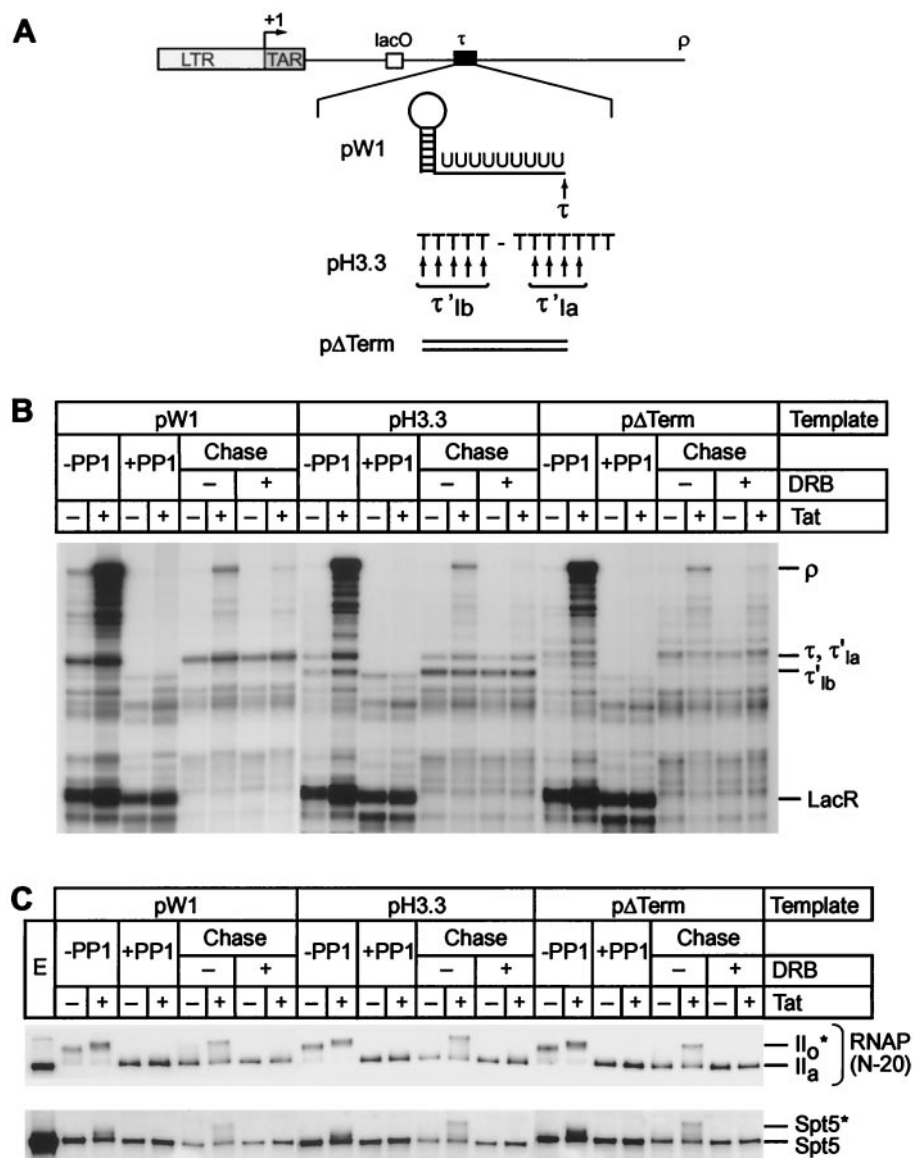 A
+1
LTR
TAR
lacO
τ
ρ
pW1
UUUUUUUUU
τ
pH3.3
TTTTT - TTTTTTT
τ'Ib
τ'Ia
pΔTerm
B
pW1
pH3.3
pΔTerm
Template
-PP1
+PP1
Chase
-PP1
+PP1
Chase
-PP1
+PP1
Chase
− + − + − +
DRB
− + − + − + − + − + − + − + − + − + − + − + − +
Tat
ρ
τ, τ'Ia
τ'Ib
LacR
C
E
pW1
pH3.3
pΔTerm
Template
-PP1
+PP1
Chase
-PP1
+PP1
Chase
-PP1
+PP1
Chase
− + − + − +
DRB
− + − + − + − + − + − + − + − + − + − + − + − +
Tat
IIo*
IIa
RNAP
(N-20)
Spt5*
Spt5